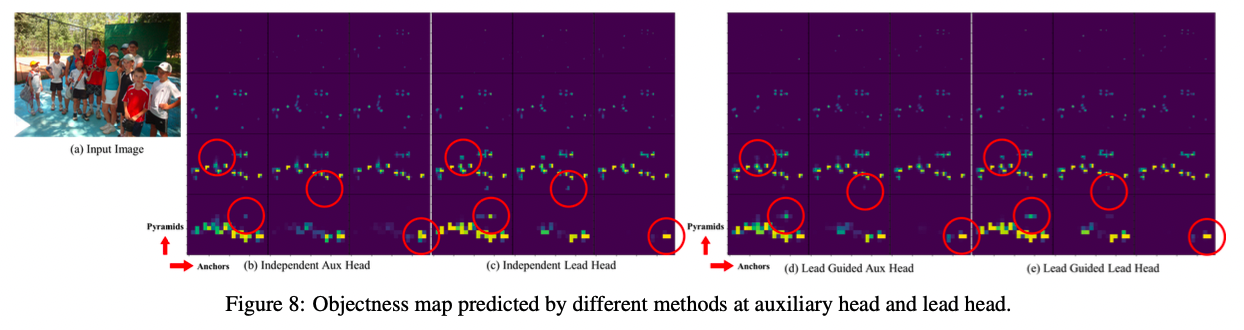 (a) Input Image
Pyramids
Anchors
(b) Independent Aux Head
(c) Independent Lead Head
Pyramids
Anchors
(d) Lead Guided Aux Head
(e) Lead Guided Lead Head
Figure 8: Objectness map predicted by different methods at auxiliary head and lead head.